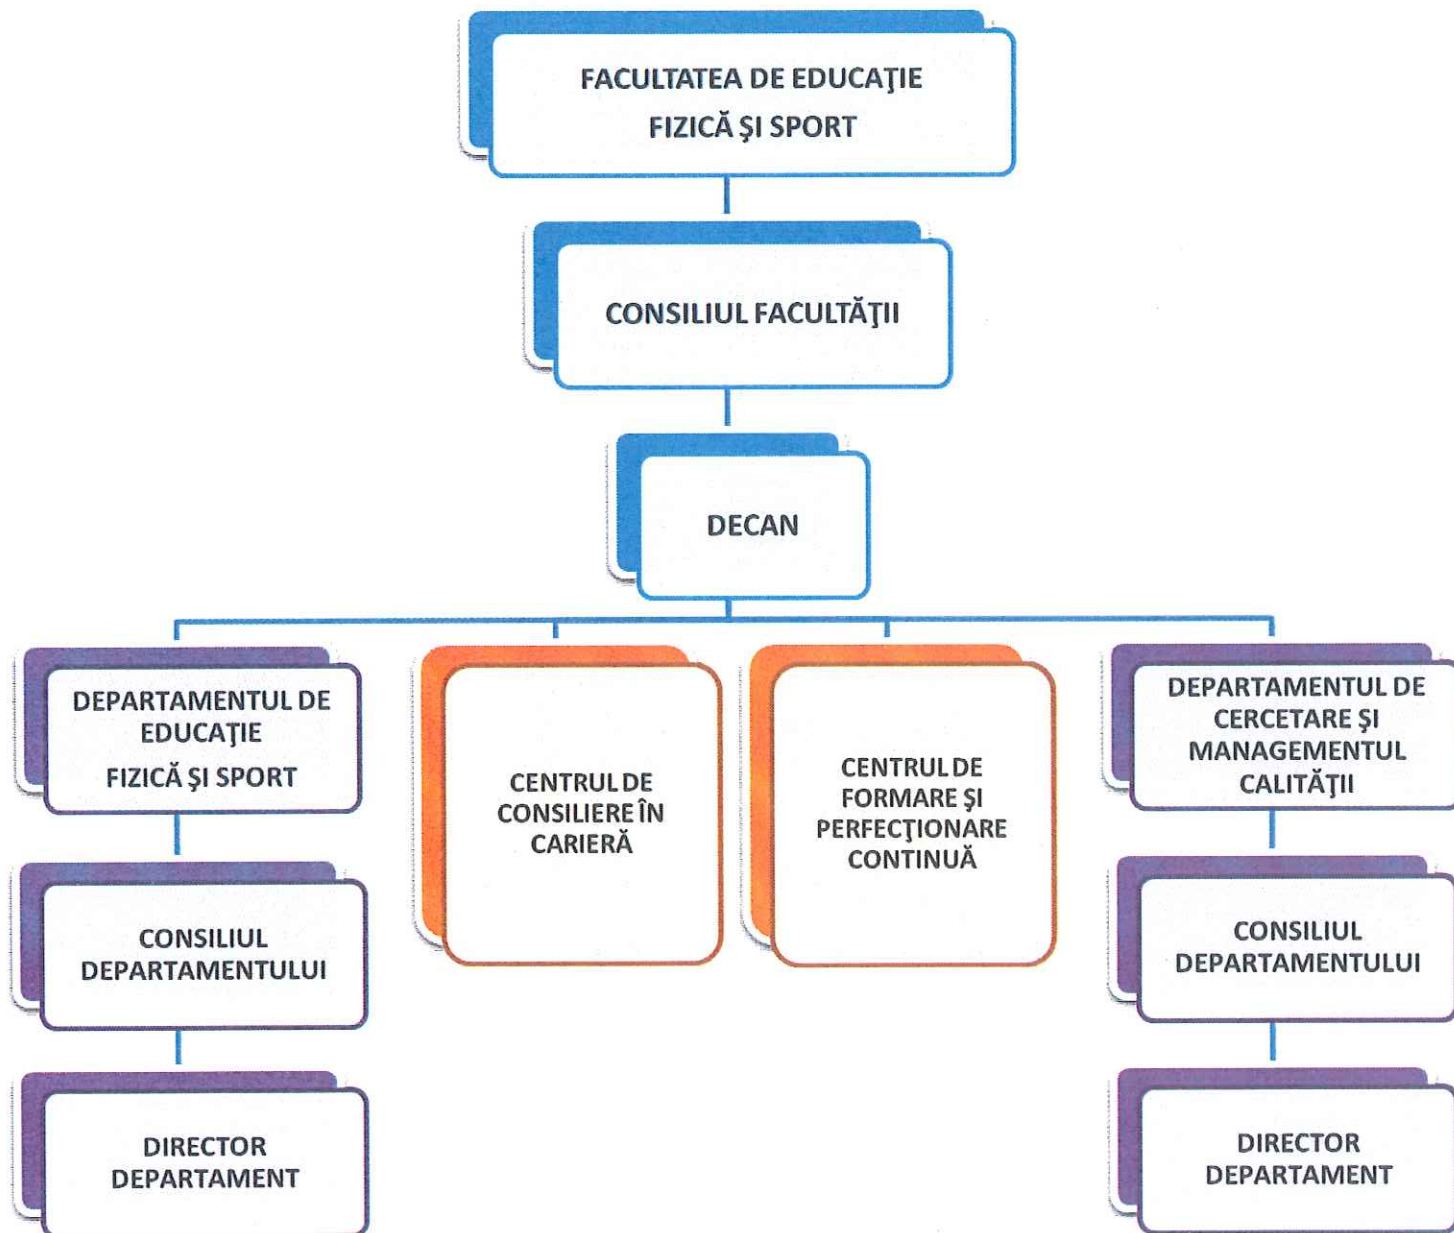 FACULTATEA DE EDUCAŢIE
FIZICĂ ŞI SPORT
CONSILIUL FACULTĂŢII
DECAN
DEPARTAMENTUL DE
EDUCAŢIE
FIZICĂ ŞI SPORT
CENTRUL DE
CONSILIERE ÎN
CARIERĂ
CENTRUL DE
FORMARE ŞI
PERFECŢIONARE
CONTINUĂ
DEPARTAMENTUL DE
CERCETARE ŞI
MANAGEMENTUL
CALITĂŢII
CONSILIUL
DEPARTAMENTULUI
CONSILIUL
DEPARTAMENTULUI
DIRECTOR
DEPARTAMENT
DIRECTOR
DEPARTAMENT